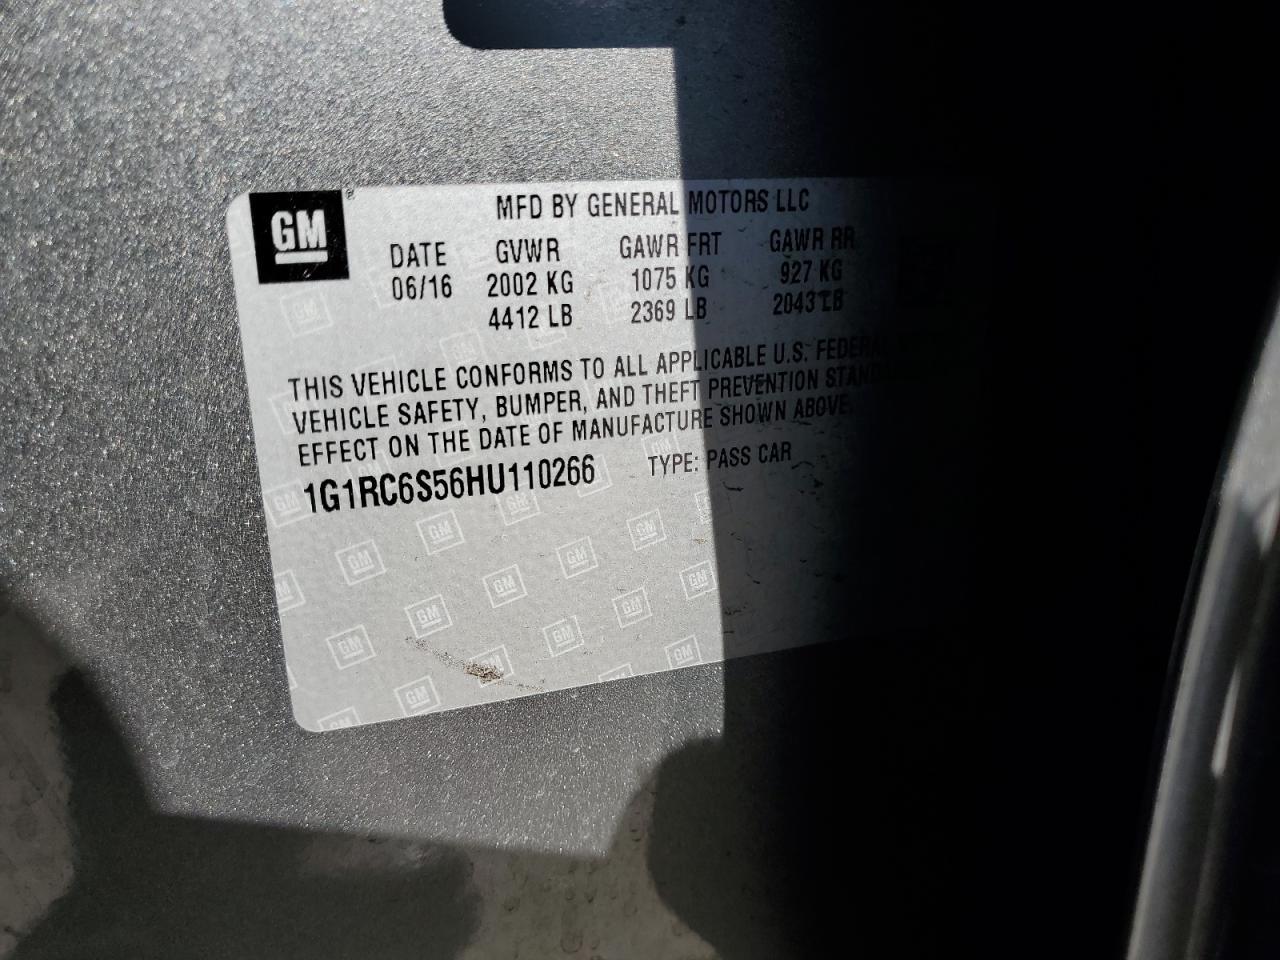 GM
MFD BY GENERAL MOTORS LLC
DATE GVWR GAWR FRT GAWR RR
06/16 2002 KG 1075 KG 927 KG
4412 LB 2369 LB 2043 LB
THIS VEHICLE CONFORMS TO ALL APPLICABLE U.S. FEDERAL
VEHICLE SAFETY, BUMPER, AND THEFT PREVENTION
EFFECT ON THE DATE OF MANUFACTURE SHOWN ABOVE.
1G1RC6S56HU110266 TYPE: PASS CAR